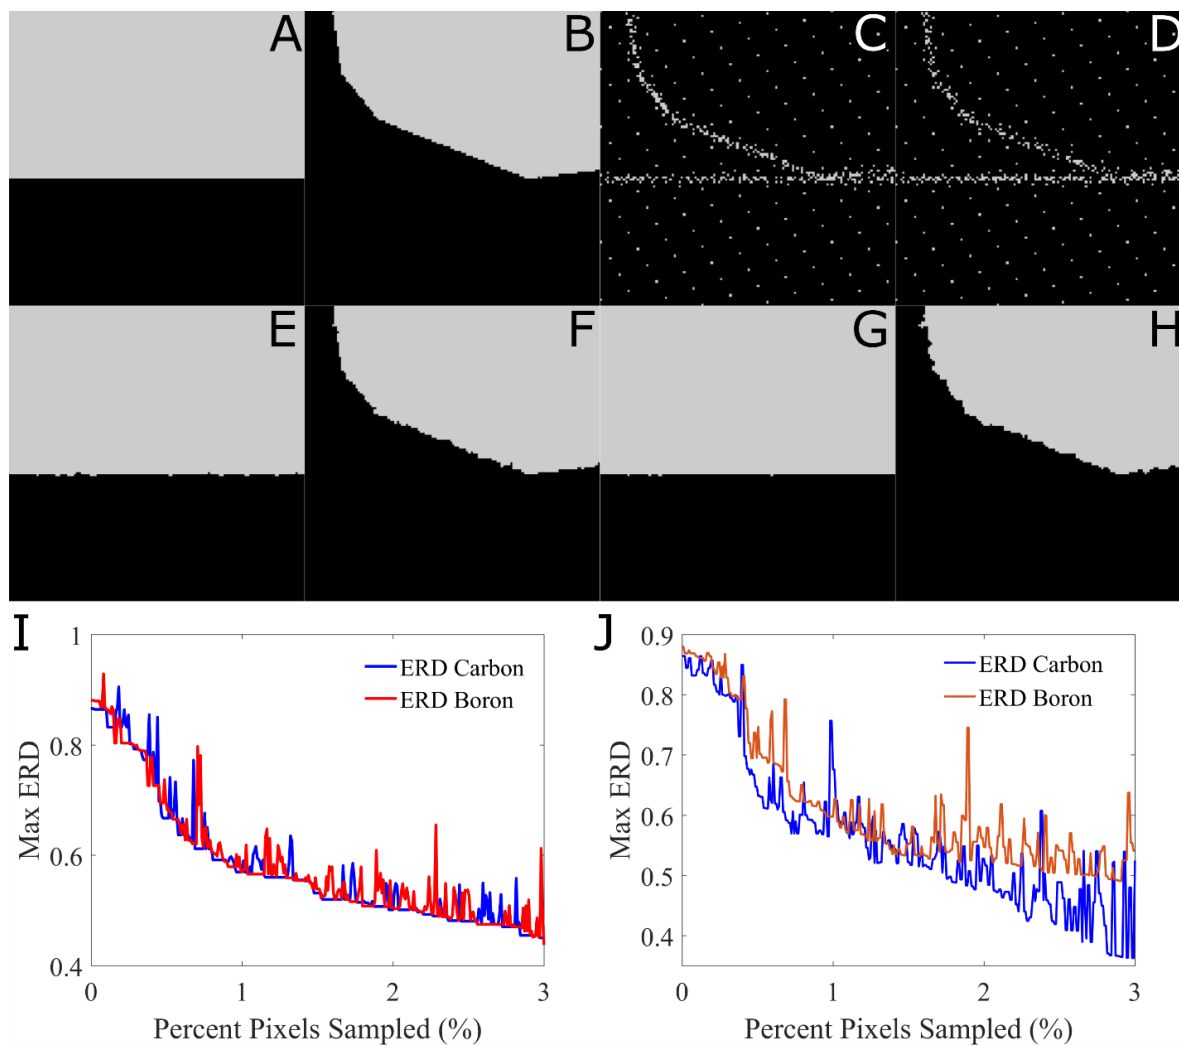 A B C D
E F G H
I
1
0.8
0.6
0.4
0 1 2 3
Max ERD
Percent Pixels Sampled (%)
ERD Carbon
ERD Boron
J
0.9
0.8
0.7
0.6
0.5
0.4
0 1 2 3
Max ERD
Percent Pixels Sampled (%)
ERD Carbon
ERD Boron